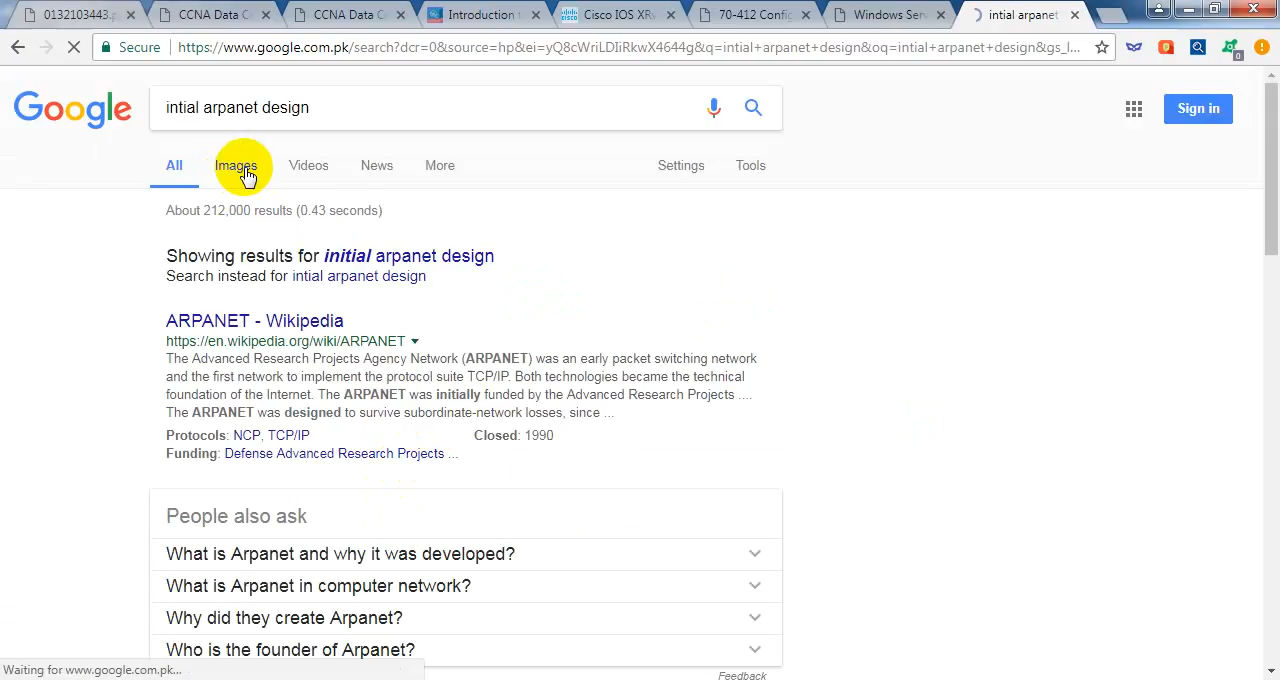 0132103443.p
CCNA Data C
CCNA Data C
Introduction
Cisco IOS XR
70-412 Config
Windows Serv
intial arpanet
Secure https://www.google.com.pk/search?dcr=0&source=hp&ei=yQ8cWriLDIiRkwX4644g&q=intial+arpanet+design&oq=intial+arpanet+design&gs_l...
0
Google
intial arpanet design
Sign in
All Images Videos News More Settings Tools
About 212,000 results (0.43 seconds)
Showing results for initial arpanet design
Search instead for intial arpanet design
ARPANET - Wikipedia
https://en.wikipedia.org/wiki/ARPANET
The Advanced Research Projects Agency Network (ARPANET) was an early packet switching network
and the first network to implement the protocol suite TCP/IP. Both technologies became the technical
foundation of the Internet. The ARPANET was initially funded by the Advanced Research Projects ....
The ARPANET was designed to survive subordinate-network losses, since ...
Protocols: NCP, TCP/IP Closed: 1990
Funding: Defense Advanced Research Projects ...
People also ask
What is Arpanet and why it was developed?
What is Arpanet in computer network?
Why did they create Arpanet?
Who is the founder of Arpanet?
Feedback
Waiting for www.google.com.pk...